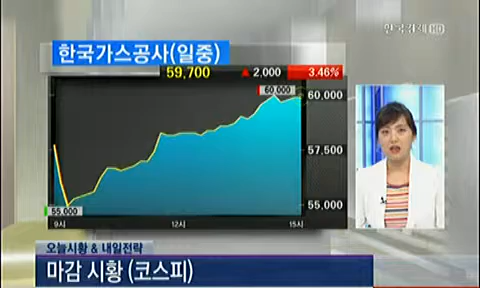 한국경제 HD
한국가스공사(일중)
59,700 ▲ 2,000 3.46%
60,000
60,000
57,500
55,000
55,000
9시 12시 15시
오늘시황 & 내일전략
마감 시황 (코스피)